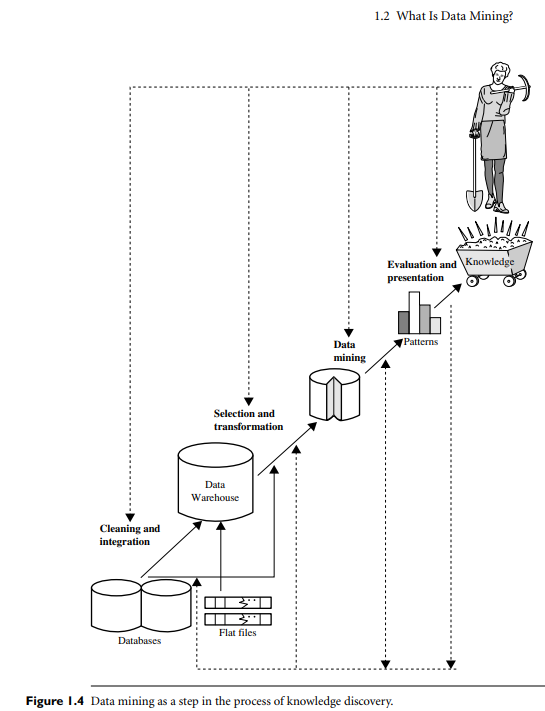 1.2 What Is Data Mining?
Knowledge
Evaluation and
presentation
Patterns
Data
mining
Selection and
transformation
Data
Warehouse
Cleaning and
integration
Flat files
Databases
Figure 1.4 Data mining as a step in the process of knowledge discovery.